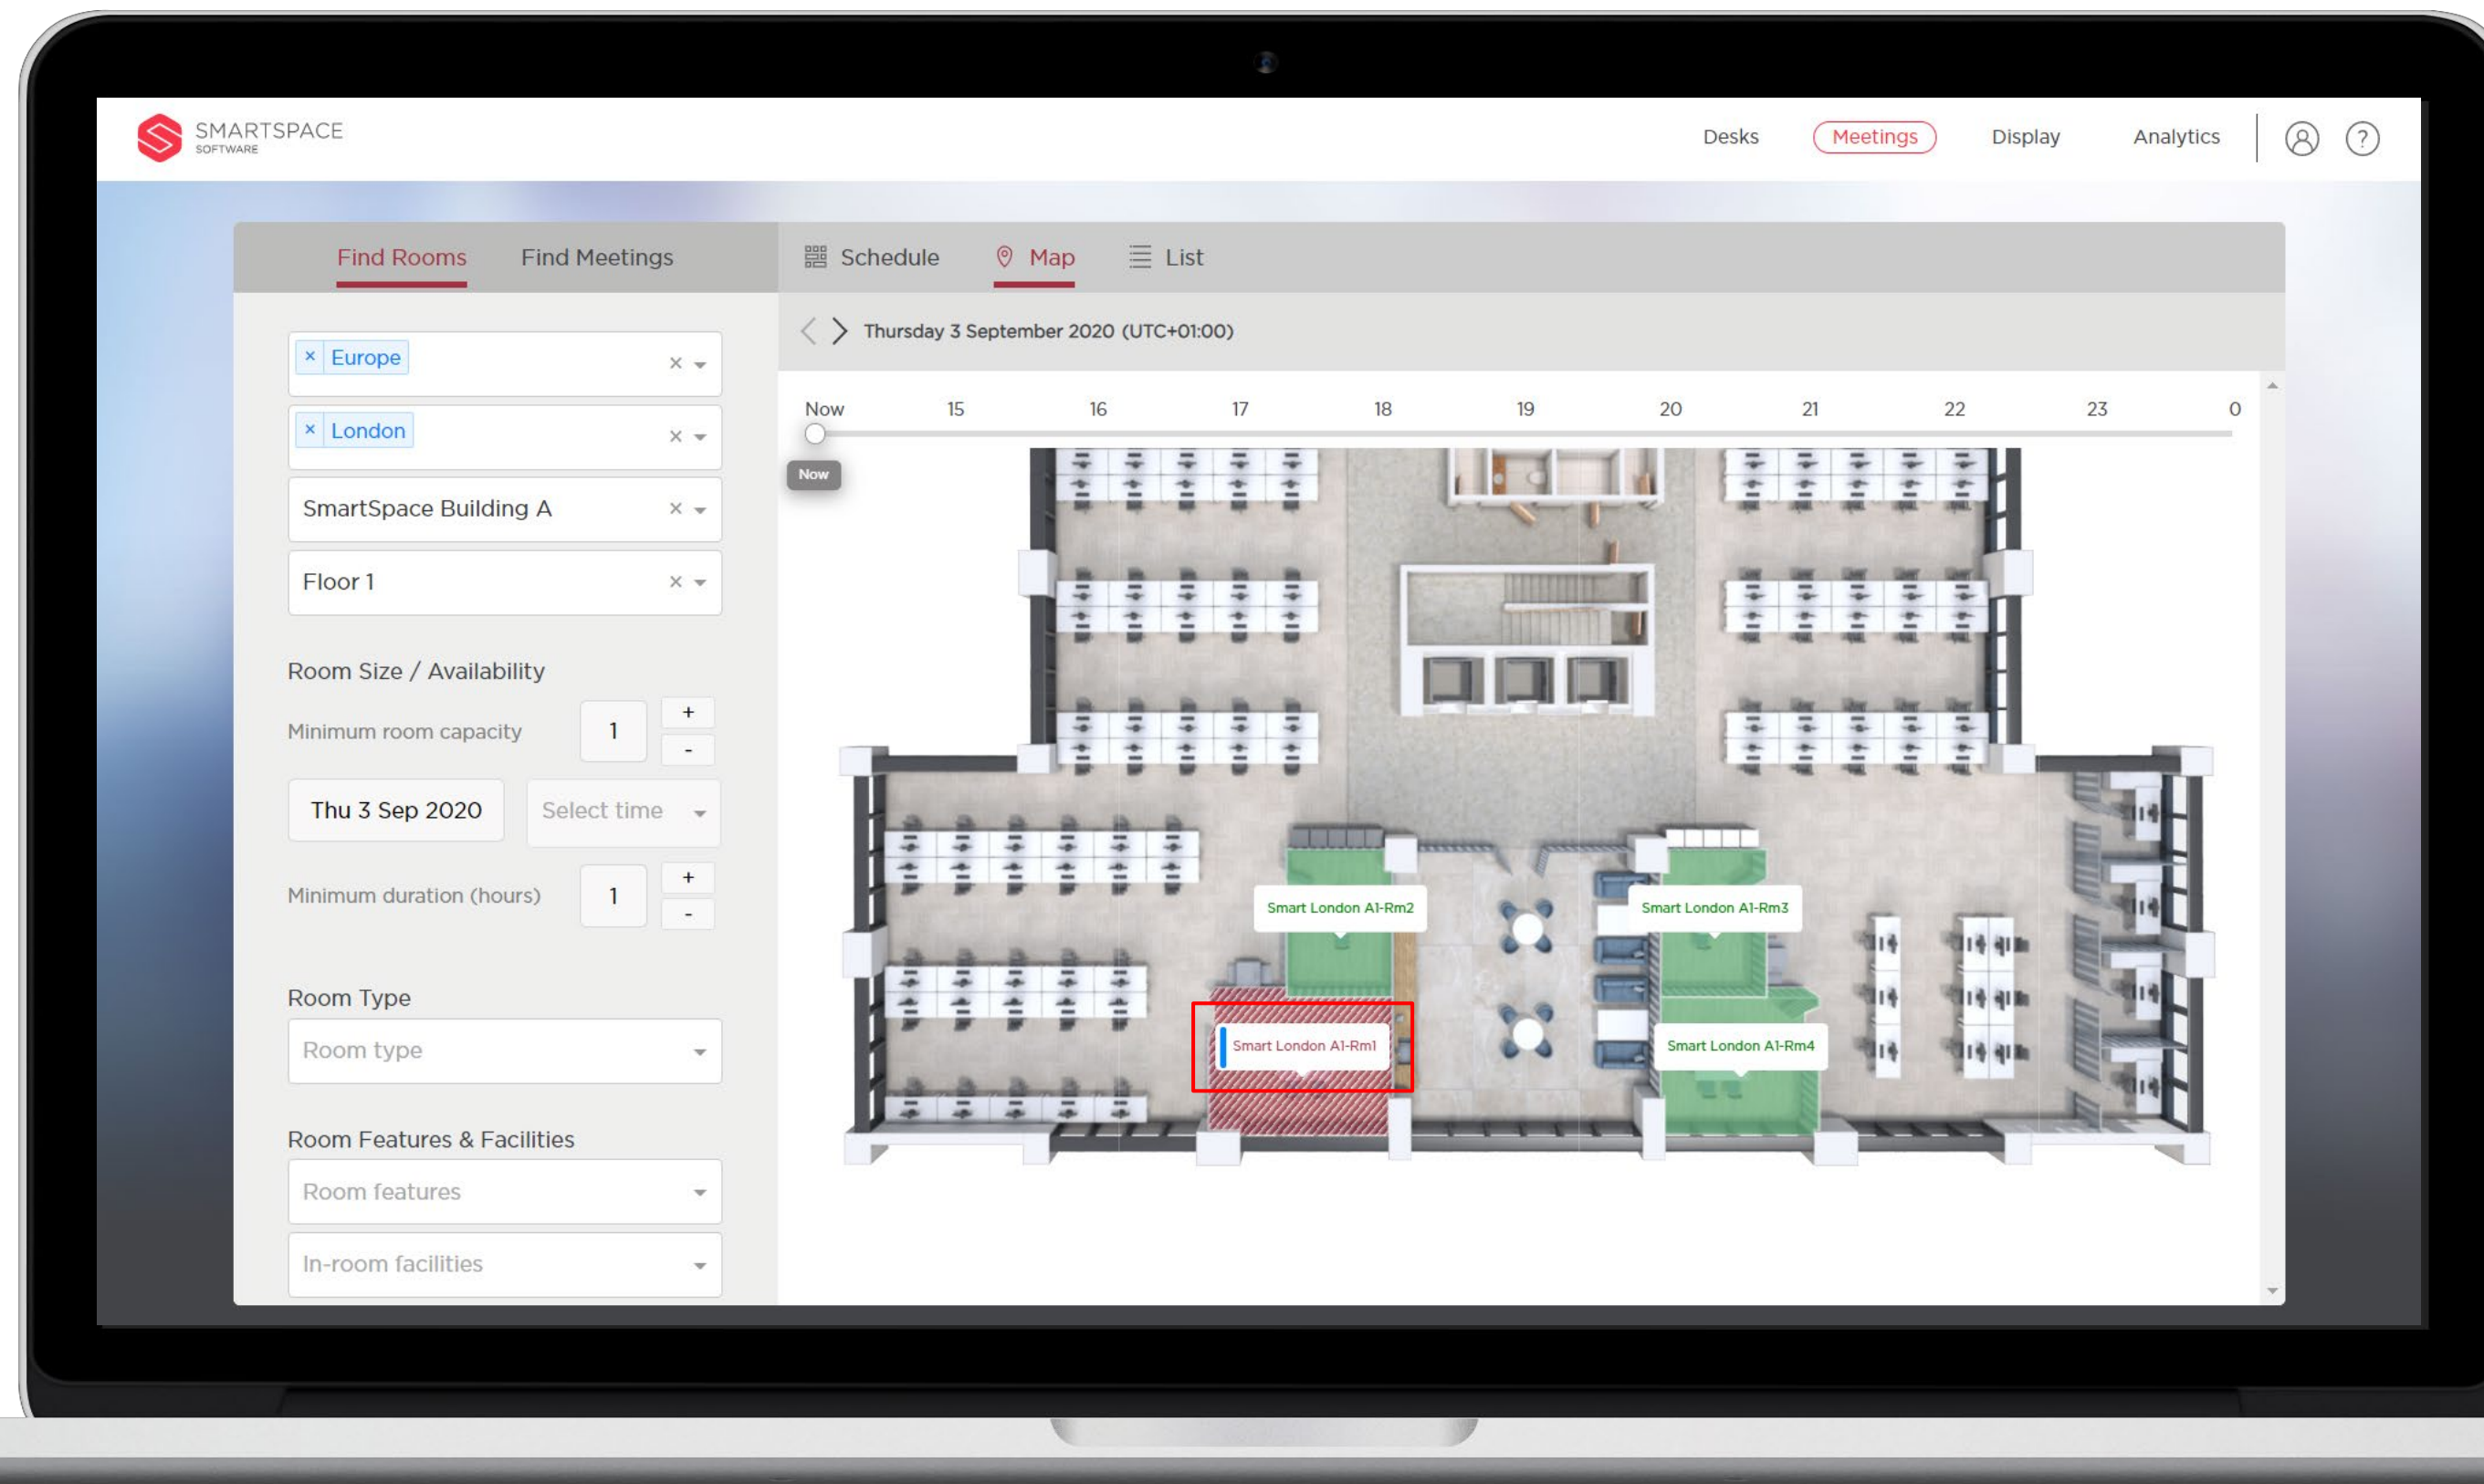 SMARTSPACE
SOFTWARE
Desks
Meetings
Display
Analytics
?
Find Rooms
Find Meetings
Schedule
Map
List
× Europe ×
× London ×
SmartSpace Building A ×
Floor 1 ×
Room Size / Availability
Minimum room capacity 1 + -
Thu 3 Sep 2020 Select time
Minimum duration (hours) 1 + -
Room Type
Room type
Room Features & Facilities
Room features
In-room facilities
Thursday 3 September 2020 (UTC+01:00)
Now 15 16 17 18 19 20 21 22 23 0
Now
Smart London A1-Rm2
Smart London A1-Rm3
Smart London A1-Rm1
Smart London A1-Rm4